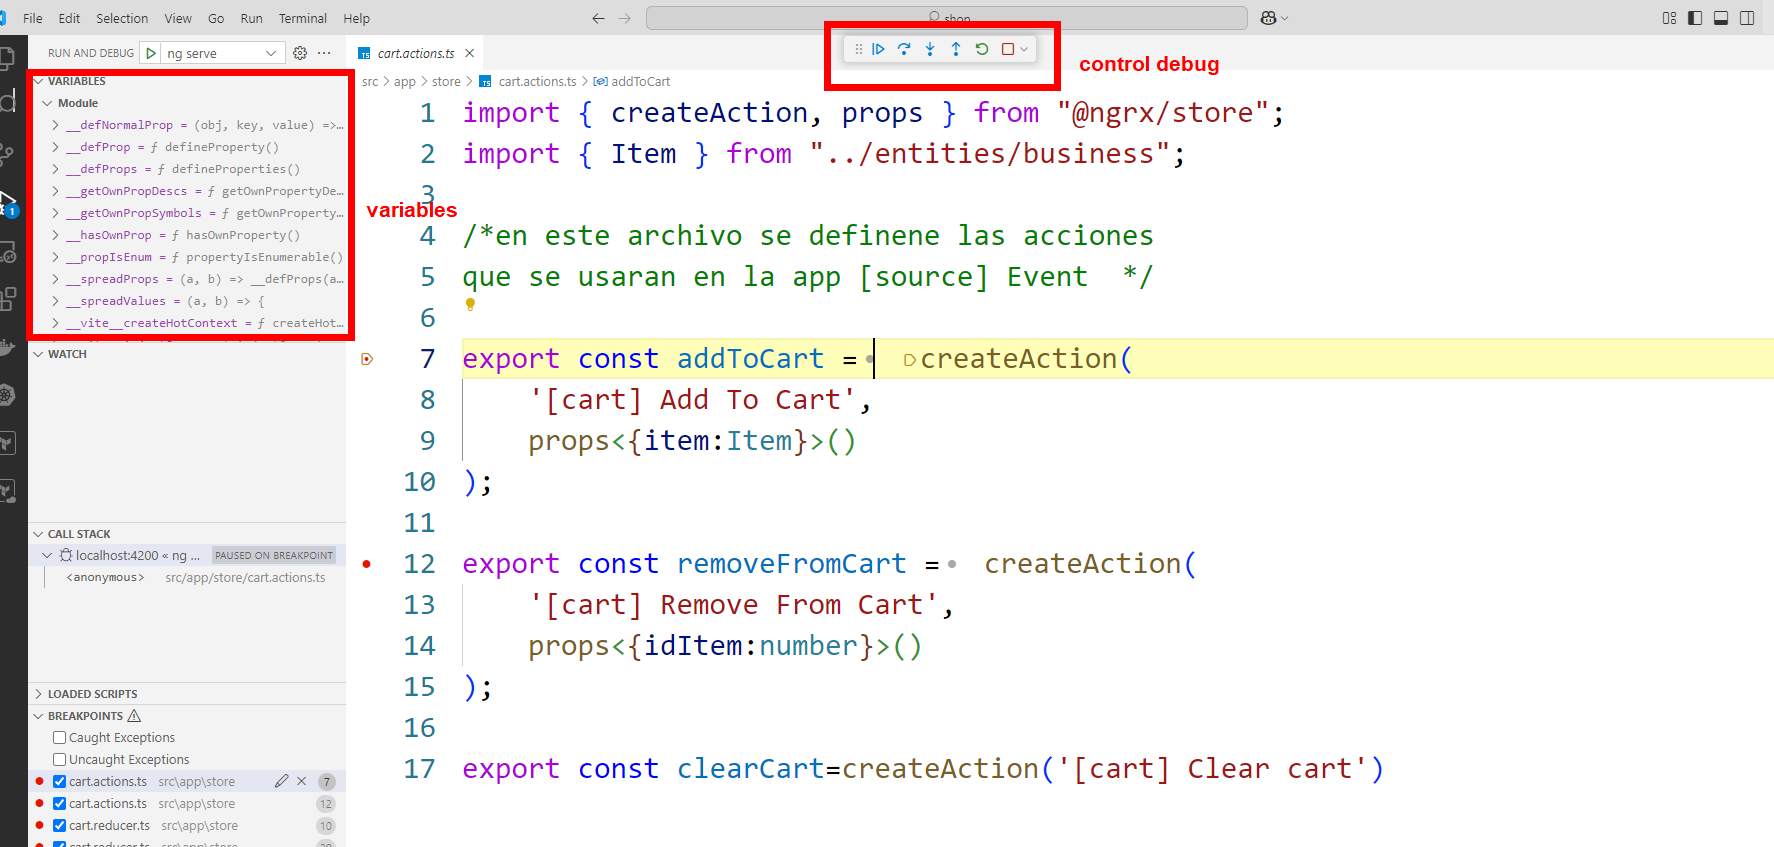 File Edit Selection View Go Run Terminal Help
shop
RUN AND DEBUG ng serve
cart.actions.ts
control debug
src > app > store > cart.actions.ts > addToCart
VARIABLES
Module
__defNormalProp = (obj, key, value) =>…
__defProp = ƒ defineProperty()
__defProps = ƒ defineProperties()
__getOwnPropDescs = ƒ getOwnPropertyDe…
__getOwnPropSymbols = ƒ getOwnProperty…
__hasOwnProp = ƒ hasOwnProperty()
__propIsEnum = ƒ propertyIsEnumerable()
__spreadProps = (a, b) => __defProps(a…
__spreadValues = (a, b) => {
__vite__createHotContext = ƒ createHot…
variables
WATCH
CALL STACK
localhost:4200 « ng ... PAUSED ON BREAKPOINT
<anonymous> src/app/store/cart.actions.ts
LOADED SCRIPTS
BREAKPOINTS
Caught Exceptions
Uncaught Exceptions
cart.actions.ts src\app\store 7
cart.actions.ts src\app\store 12
cart.reducer.ts src\app\store 10
cart.reducer.ts src\app\store
1
1 import { createAction, props } from "@ngrx/store";
2 import { Item } from "../entities/business";
3
4 /*en este archivo se definene las acciones
5 que se usaran en la app [source] Event */
6
7 export const addToCart = createAction(
8 '[cart] Add To Cart',
9 props<{item:Item}>()
10 );
11
12 export const removeFromCart = createAction(
13 '[cart] Remove From Cart',
14 props<{idItem:number}>()
15 );
16
17 export const clearCart=createAction('[cart] Clear cart')